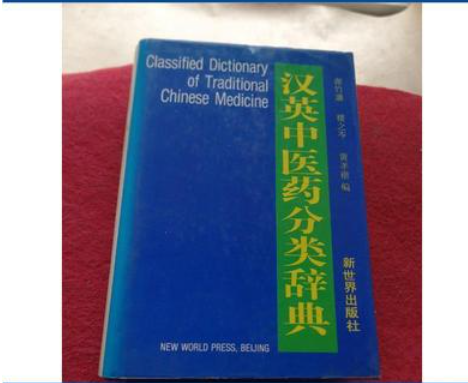 Classified Dictionary
of Traditional
Chinese Medicine
汉英中医药分类辞典
编
新世界出版社
NEW WORLD PRESS, BEIJING